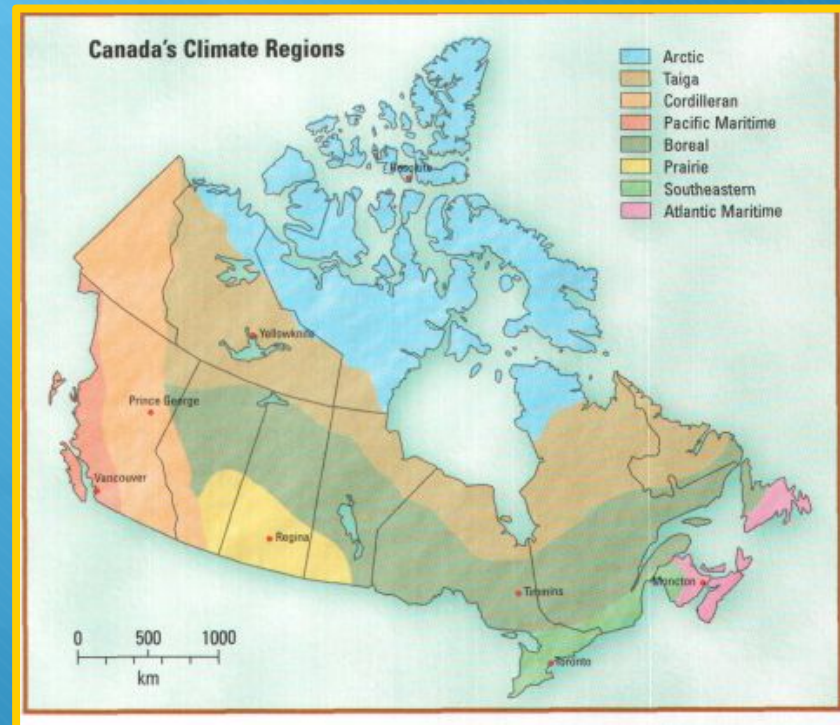 Canada's Climate Regions
Arctic
Taiga
Cordilleran
Pacific Maritime
Boreal
Prairie
Southeastern
Atlantic Maritime
Resolute
Yellowknife
Prince George
Vancouver
Regina
Timmins
Moncton
Toronto
0 500 1000
km